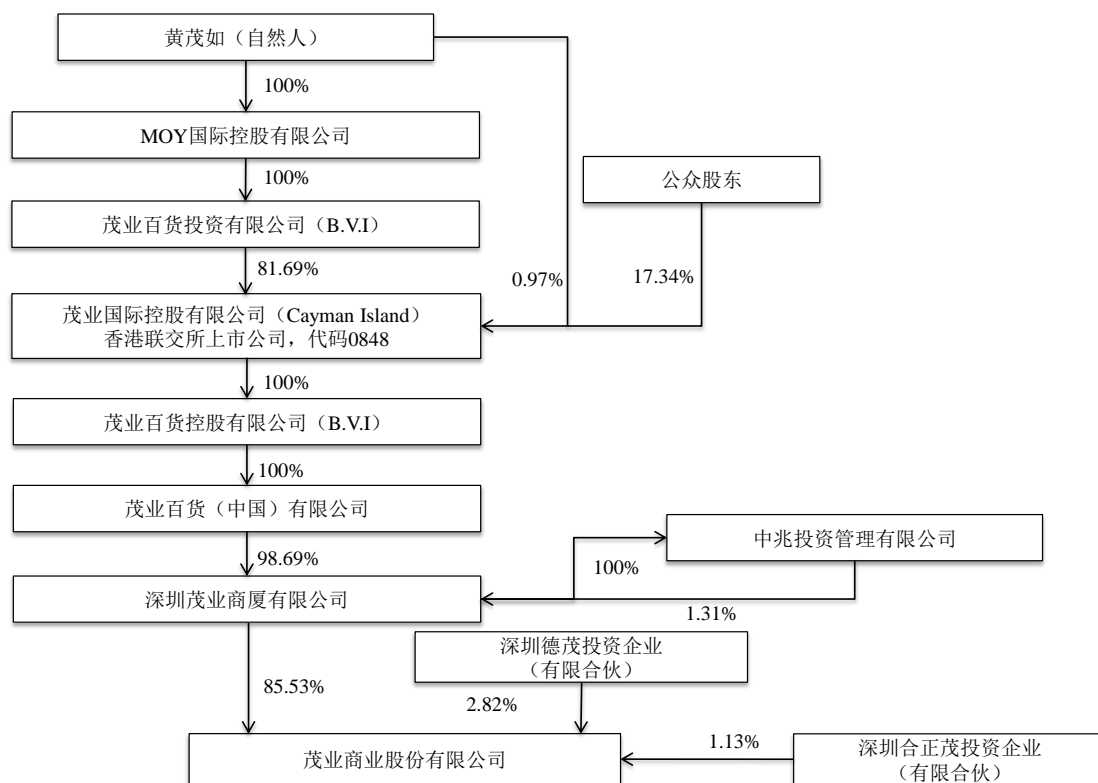 黄茂如（自然人）
100%
MOY国际控股有限公司
100%
公众股东
茂业百货投资有限公司（B.V.I）
81.69%
0.97%
17.34%
茂业国际控股有限公司（Cayman Island）
香港联交所上市公司，代码0848
100%
茂业百货控股有限公司（B.V.I）
100%
茂业百货（中国）有限公司
98.69%
中兆投资管理有限公司
100%
深圳茂业商厦有限公司
1.31%
深圳德茂投资企业
（有限合伙）
85.53%
2.82%
茂业商业股份有限公司
1.13%
深圳合正茂投资企业
（有限合伙）